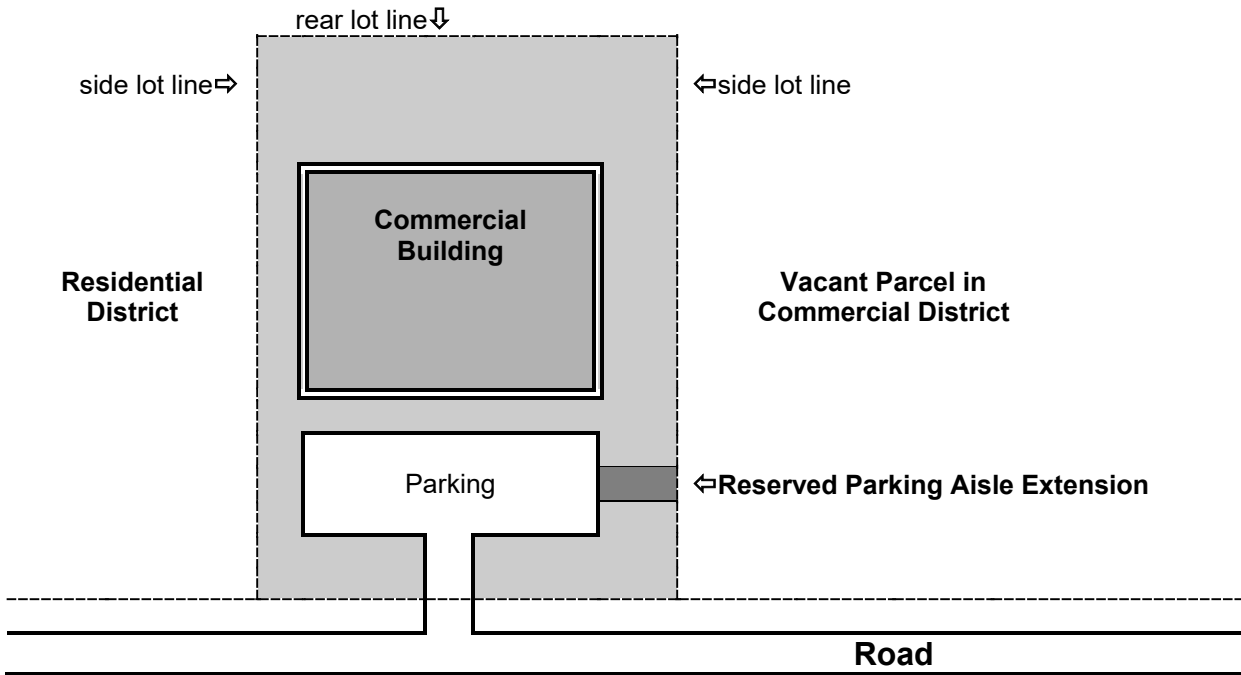 rear lot line⇩
side lot line⇨
⇦side lot line
Commercial
Building
Residential
District
Vacant Parcel in
Commercial District
Parking
⇦Reserved Parking Aisle Extension
Road